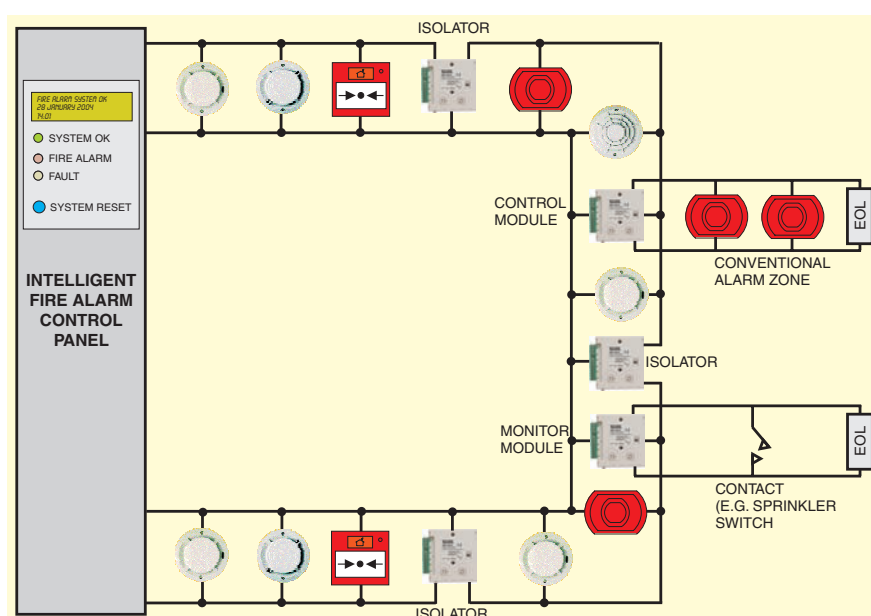 ISOLATOR
FIRE ALARM SYSTEM OK
28 JANUARY 2004
14.01
SYSTEM OK
FIRE ALARM
FAULT
SYSTEM RESET
INTELLIGENT
FIRE ALARM
CONTROL
PANEL
CONTROL
MODULE
EOL
CONVENTIONAL
ALARM ZONE
ISOLATOR
MONITOR
MODULE
EOL
CONTACT
(E.G. SPRINKLER
SWITCH
ISOLATOR